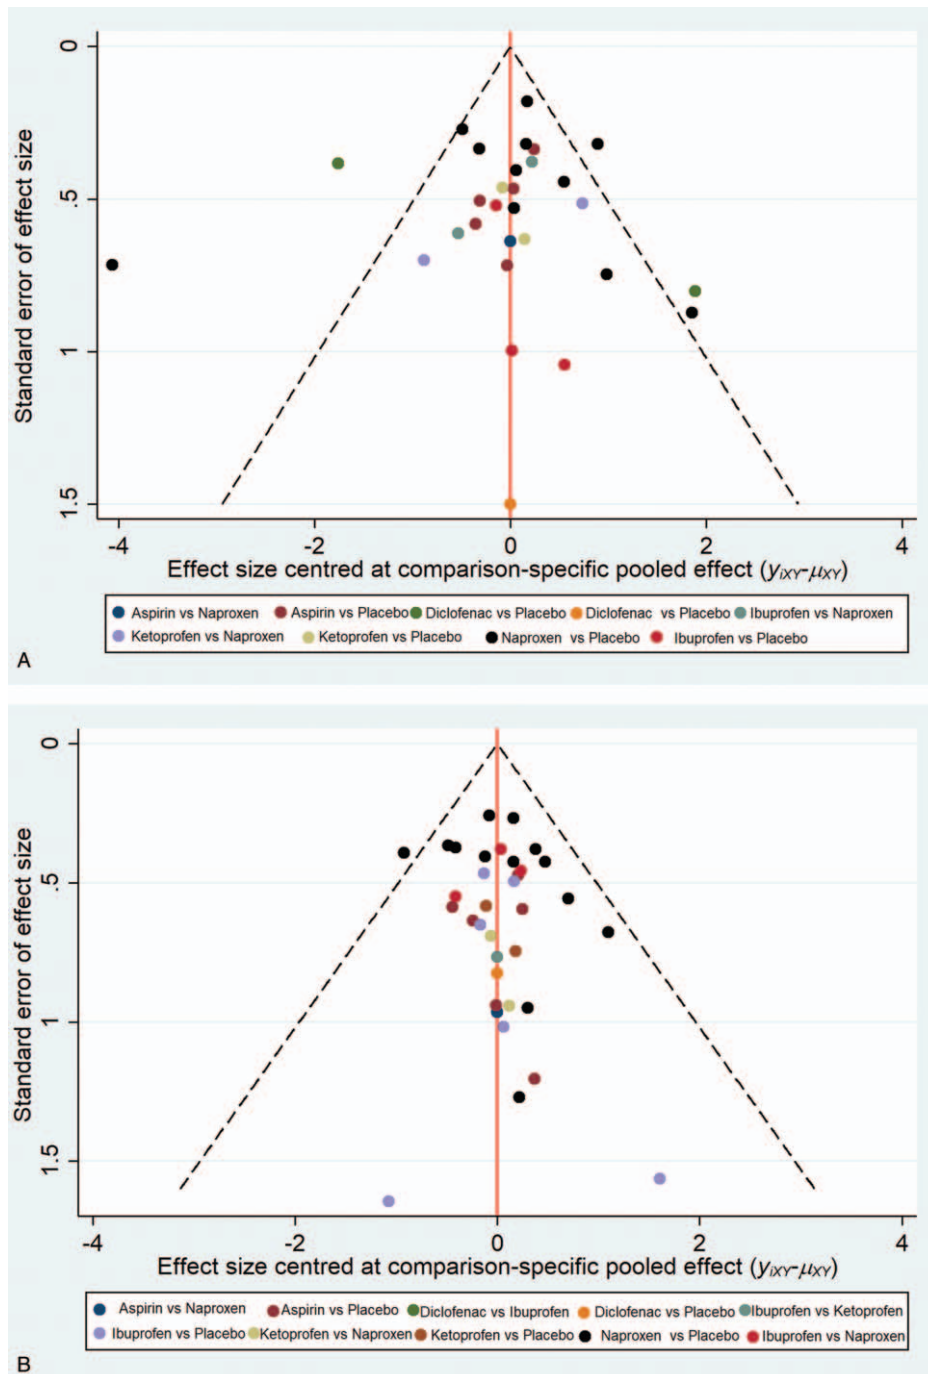 0
.5
1
1.5
Standard error of effect size
-4 -2 0 2 4
Effect size centred at comparison-specific pooled effect (yiXY-μXY)
Aspirin vs Naproxen Aspirin vs Placebo Diclofenac vs Placebo Diclofenac vs Placebo Ibuprofen vs Naproxen
Ketoprofen vs Naproxen Ketoprofen vs Placebo Naproxen vs Placebo Ibuprofen vs Placebo
A
0
.5
1
1.5
Standard error of effect size
-4 -2 0 2 4
Effect size centred at comparison-specific pooled effect (yiXY-μXY)
Aspirin vs Naproxen Aspirin vs Placebo Diclofenac vs Ibuprofen Diclofenac vs Placebo Ibuprofen vs Ketoprofen
Ibuprofen vs Placebo Ketoprofen vs Naproxen Ketoprofen vs Placebo Naproxen vs Placebo Ibuprofen vs Naproxen
B